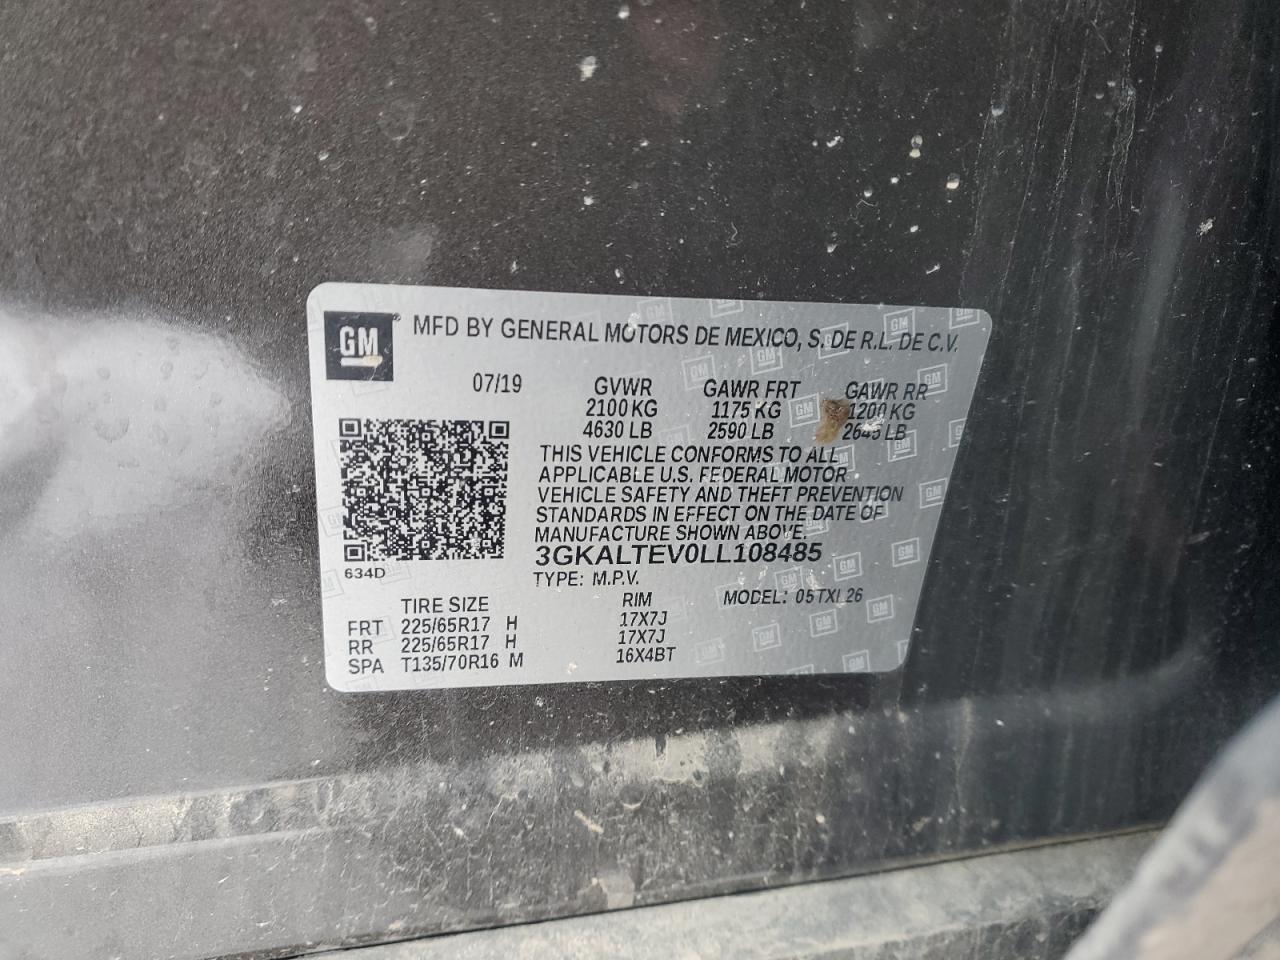 GM
MFD BY GENERAL MOTORS DE MEXICO, S. DE R.L. DE C.V.
07/19 GVWR GAWR FRT GAWR RR
2100 KG 1175 KG 1200 KG
4630 LB 2590 LB 2645 LB
THIS VEHICLE CONFORMS TO ALL
APPLICABLE U.S. FEDERAL MOTOR
VEHICLE SAFETY AND THEFT PREVENTION
STANDARDS IN EFFECT ON THE DATE OF
MANUFACTURE SHOWN ABOVE.
3GKALTEV0LL108485
634D
TYPE: M.P.V. MODEL: 05TXL26
TIRE SIZE RIM
FRT 225/65R17 H 17X7J
RR 225/65R17 H 17X7J
SPA T135/70R16 M 16X4BT